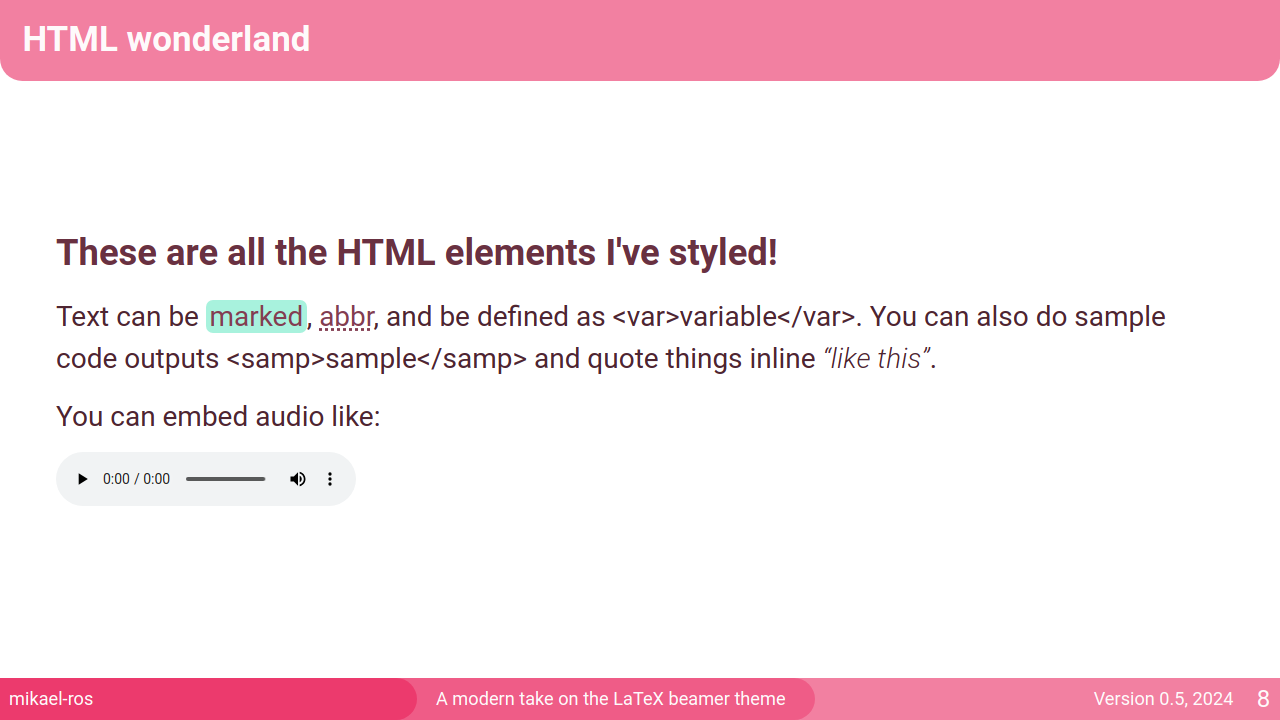 HTML wonderland
These are all the HTML elements I've styled!
Text can be marked, abbr, and be defined as <var>variable</var>. You can also do sample
code outputs <samp>sample</samp> and quote things inline “like this”.
You can embed audio like:
0:00 / 0:00
mikael-ros
A modern take on the LaTeX beamer theme
Version 0.5, 2024
8